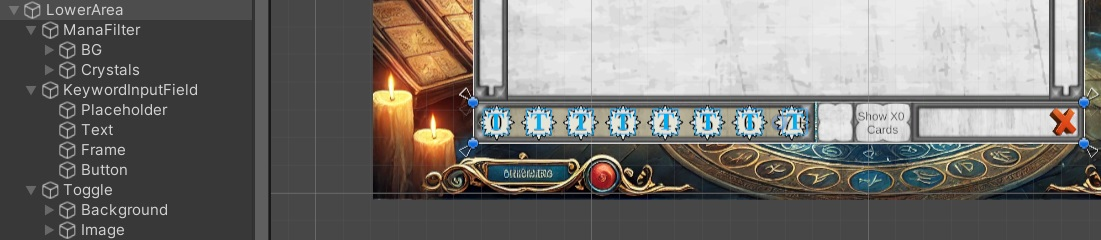 LowerArea
ManaFilter
BG
Crystals
KeywordInputField
Placeholder
Text
Frame
Button
Toggle
Background
Image
0 1 2 3 4 5 6 7
Show X0
Cards